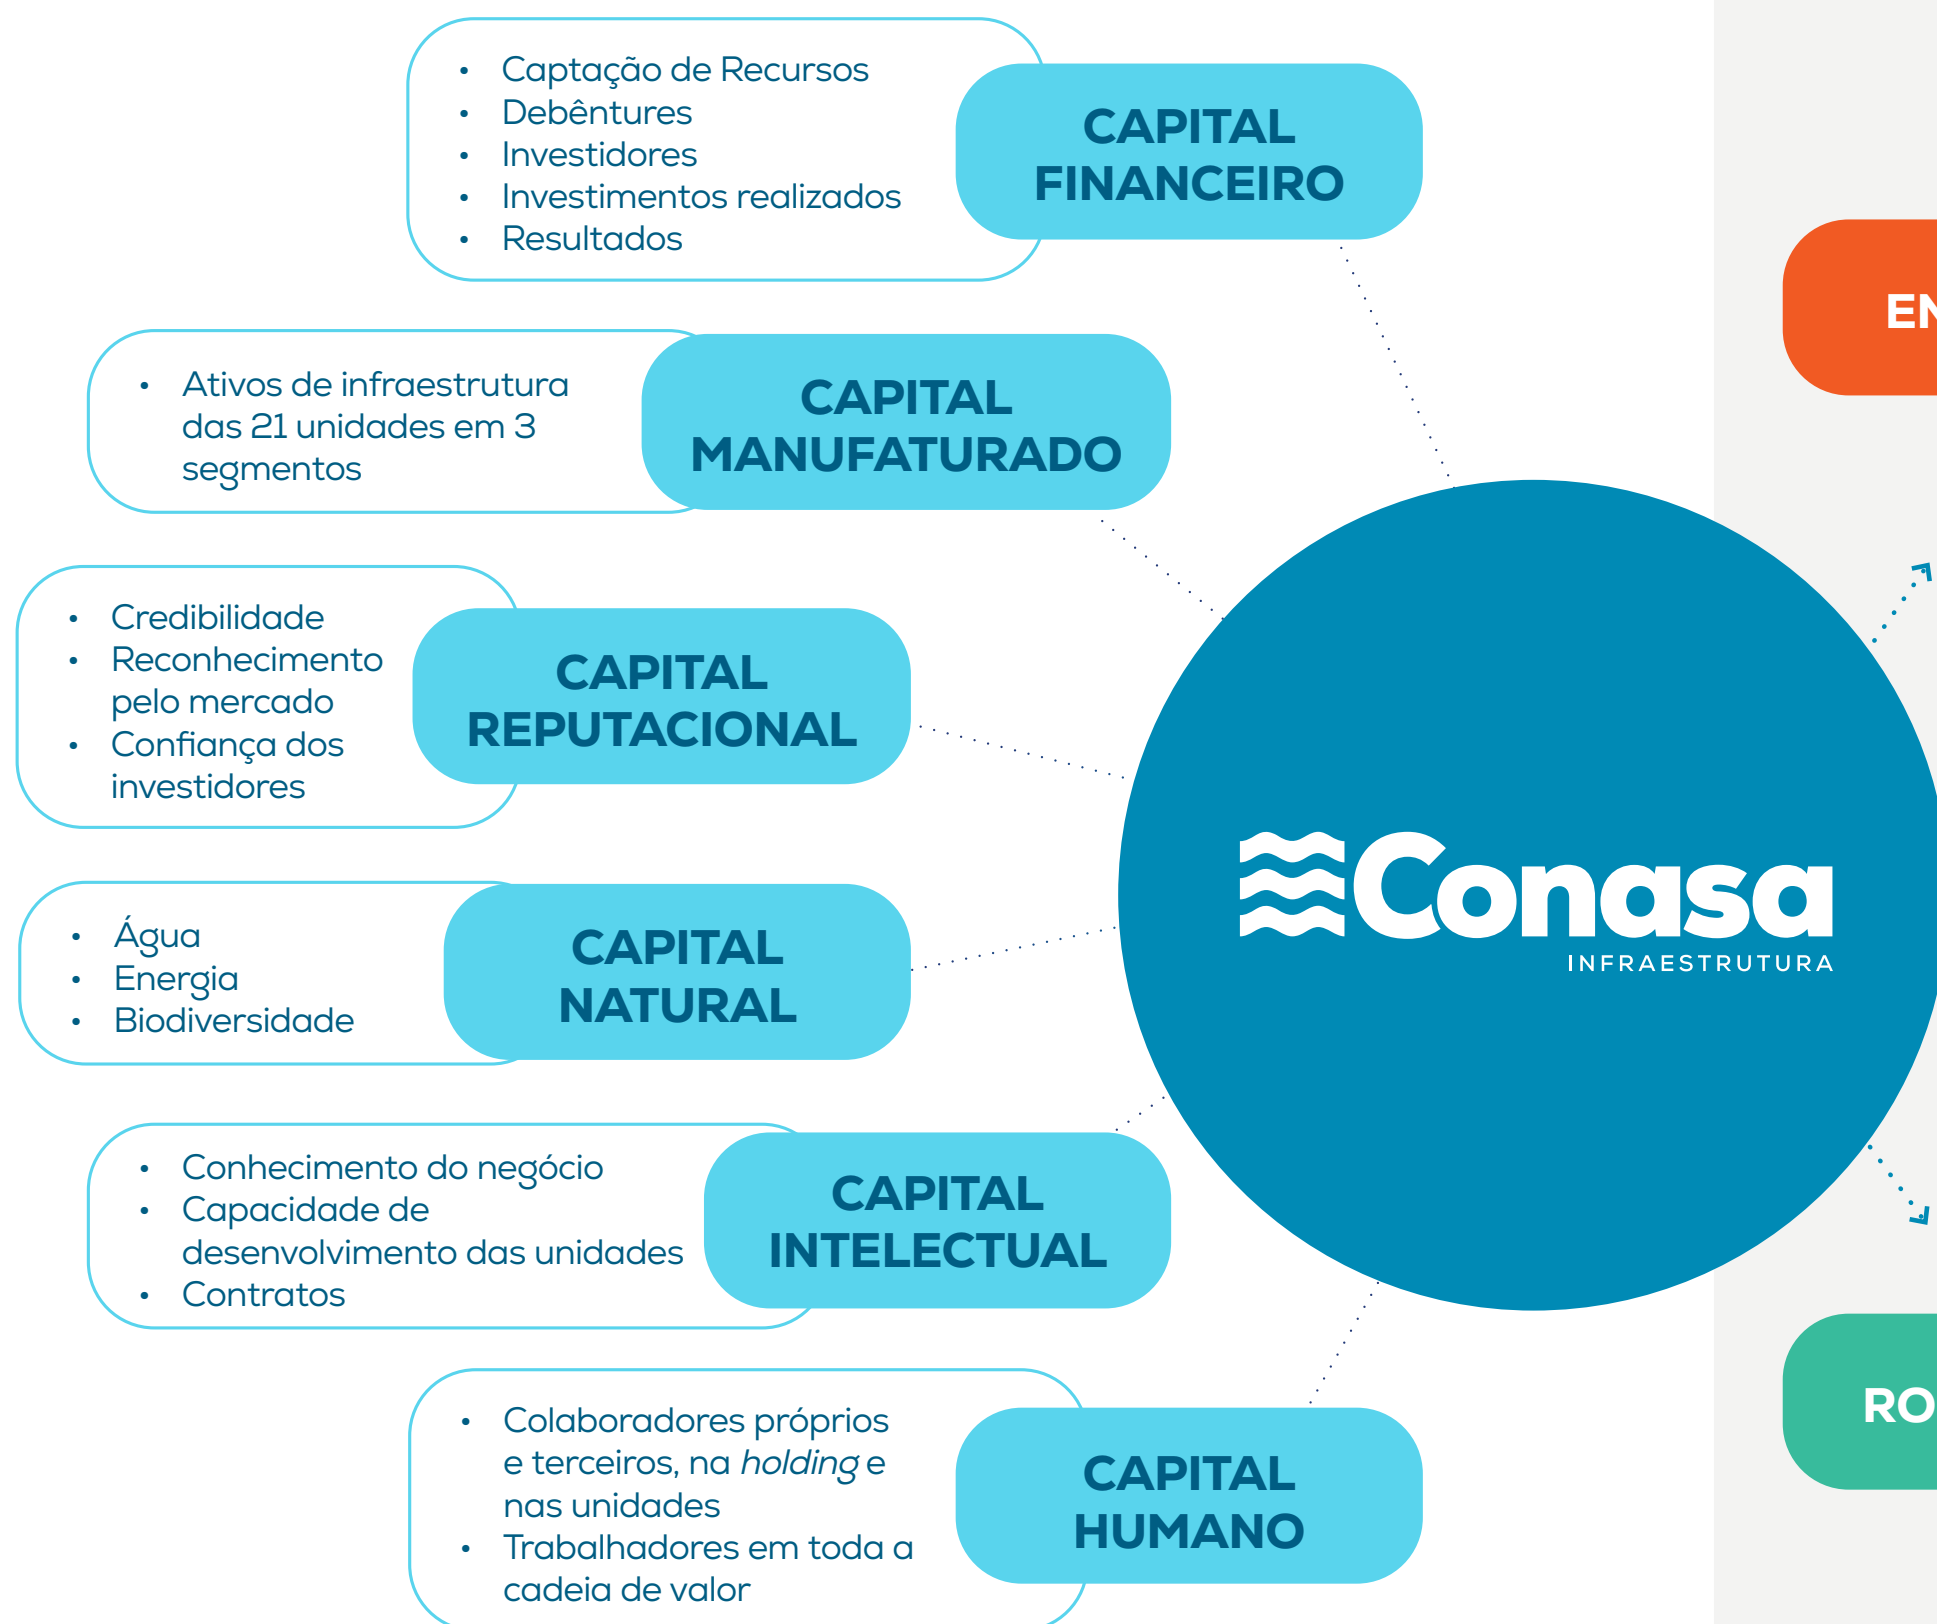 • Captação de Recursos
• Debêntures
• Investidores
• Investimentos realizados
• Resultados
CAPITAL
FINANCEIRO
• Ativos de infraestrutura
das 21 unidades em 3
segmentos
CAPITAL
MANUFATURADO
• Credibilidade
• Reconhecimento
pelo mercado
• Confiança dos
investidores
CAPITAL
REPUTACIONAL
• Água
• Energia
• Biodiversidade
CAPITAL
NATURAL
• Conhecimento do negócio
• Capacidade de
desenvolvimento das unidades
• Contratos
CAPITAL
INTELECTUAL
• Colaboradores próprios
e terceiros, na holding e
nas unidades
• Trabalhadores em toda a
cadeia de valor
CAPITAL
HUMANO
Conasa
INFRAESTRUTURA
RO